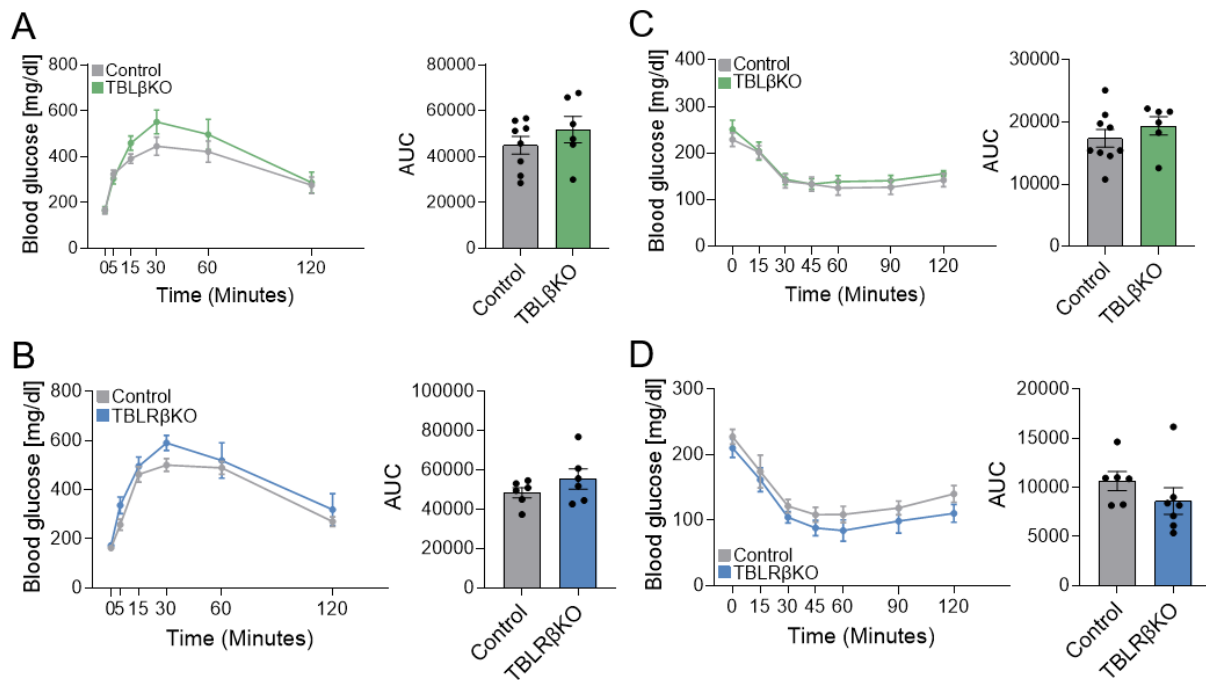 A
Blood glucose [mg/dl]
800
600
400
200
0
Control
TBLβKO
05 15 30 60 120
Time (Minutes)
AUC
80000
60000
40000
20000
0
Control
TBLβKO
C
Blood glucose [mg/dl]
400
300
200
100
0
Control
TBLβKO
0 15 30 45 60 90 120
Time (Minutes)
AUC
30000
20000
10000
0
Control
TBLβKO
B
Blood glucose [mg/dl]
800
600
400
200
0
Control
TBLRβKO
05 15 30 60 120
Time (Minutes)
AUC
100000
80000
60000
40000
20000
0
Control
TBLRβKO
D
Blood glucose [mg/dl]
300
200
100
0
Control
TBLRβKO
0 15 30 45 60 90 120
Time (Minutes)
AUC
20000
15000
10000
5000
0
Control
TBLRβKO